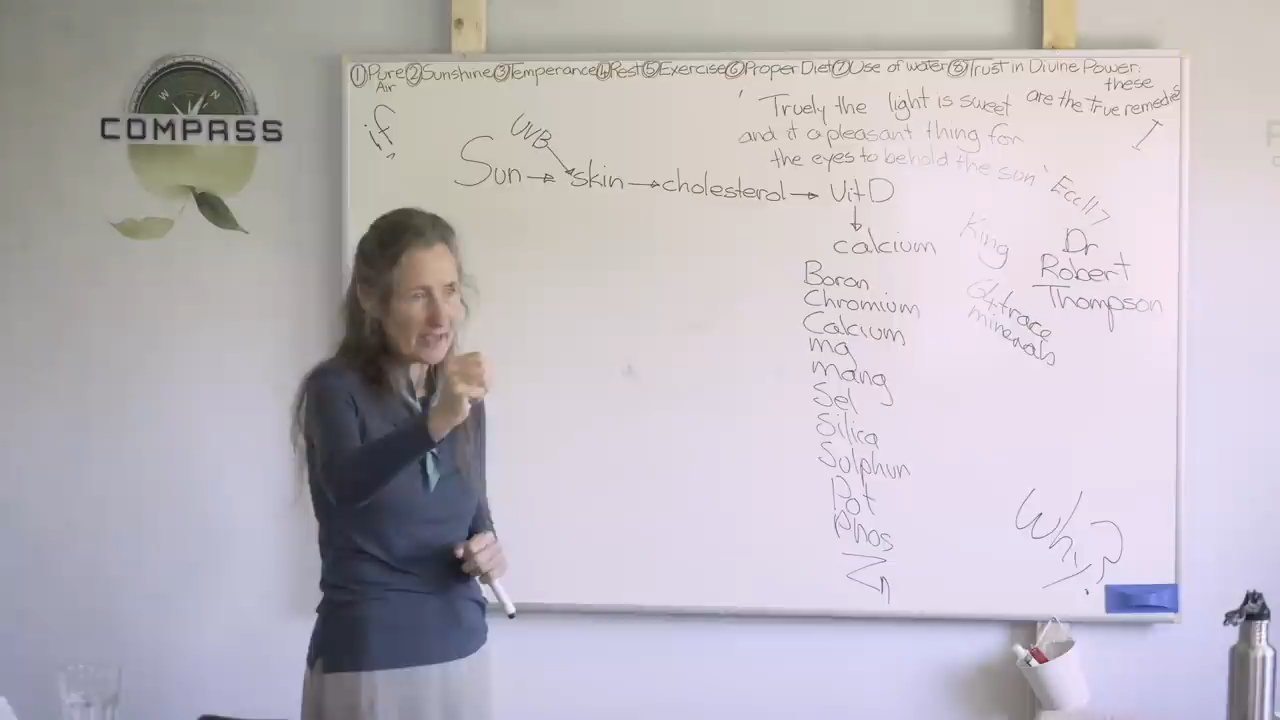 W N
COMPASS
①Pure ②Sunshine ③Temperance ④Rest ⑤Exercise ⑥Proper Diet ⑦Use of water ⑧Trust in Divine Power.
Air
these
are the true remedies
if,
' Truely the light is sweet
and it a pleasant thing for
the eyes to behold the sun' Eccl 11 7
UVB
Sun → skin → cholesterol → Vit D
calcium
King
Dr
Robert
Thompson
64 trace
minerals
Boron
Chromium
Calcium
mg
mang
Sel
Silica
Sulphur
Pot
Phos
Why?